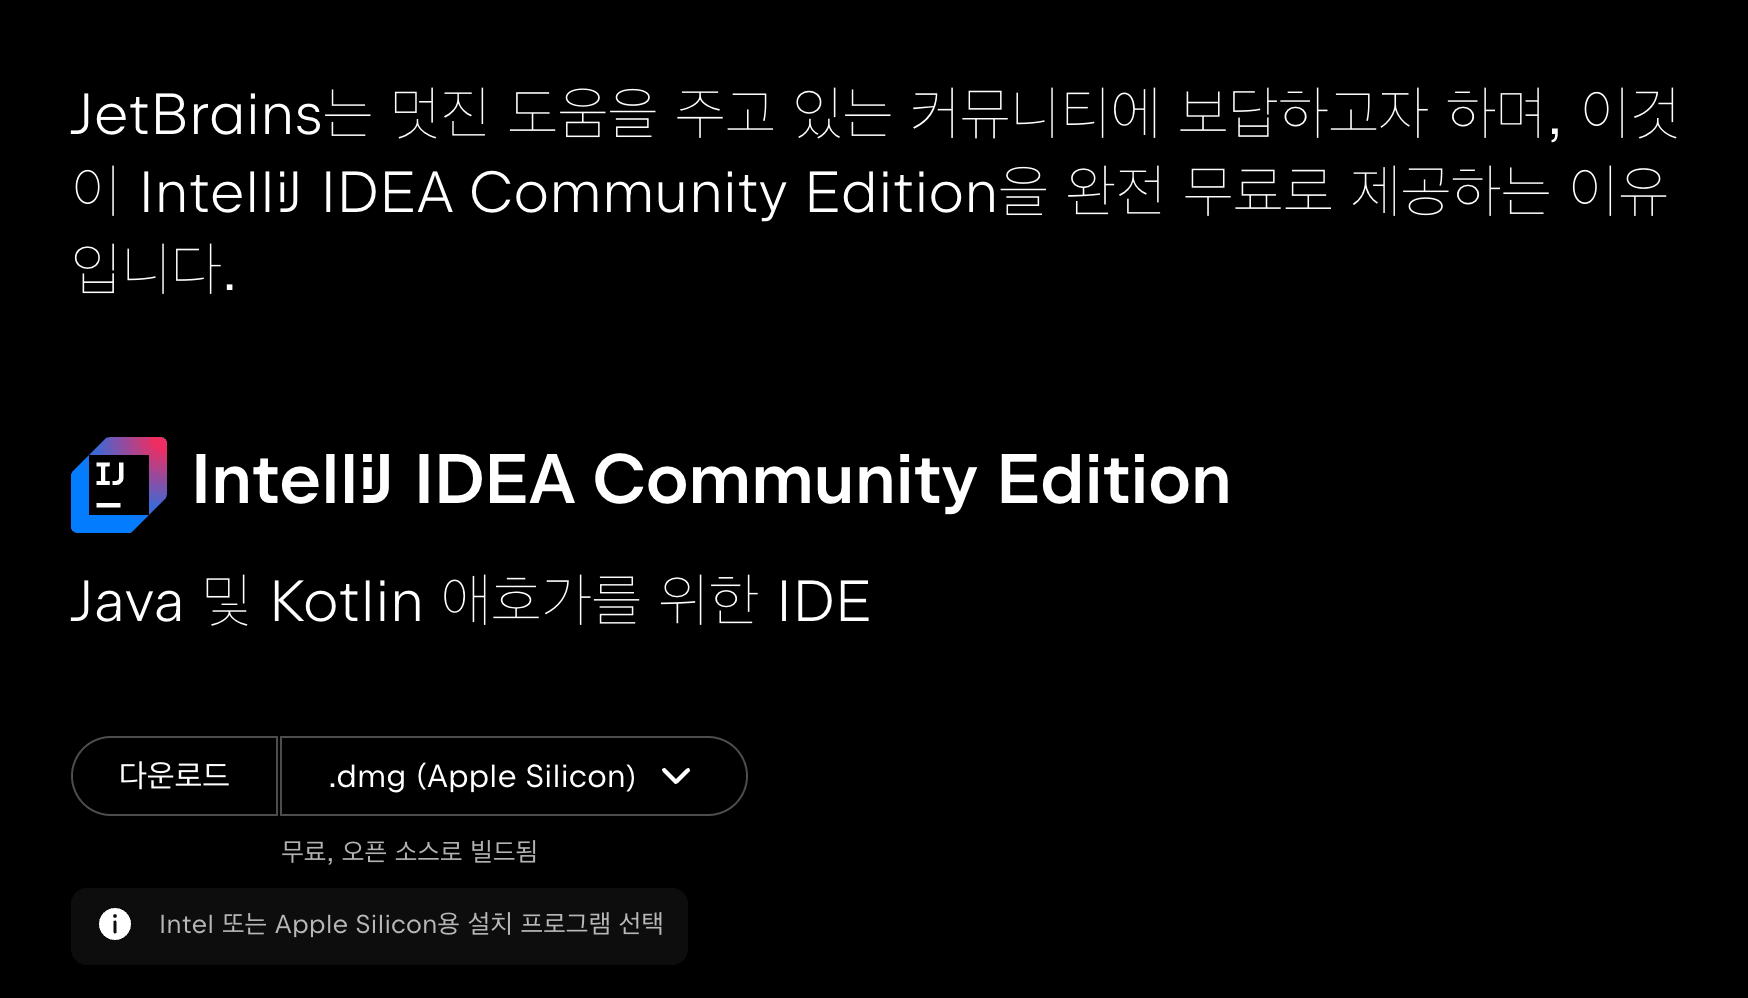 JetBrains는 멋진 도움을 주고 있는 커뮤니티에 보답하고자 하며, 이것
이 IntelliJ IDEA Community Edition을 완전 무료로 제공하는 이유
입니다.
IJ
IntelliJ IDEA Community Edition
Java 및 Kotlin 애호가를 위한 IDE
다운로드
.dmg (Apple Silicon)
무료, 오픈 소스로 빌드됨
Intel 또는 Apple Silicon용 설치 프로그램 선택